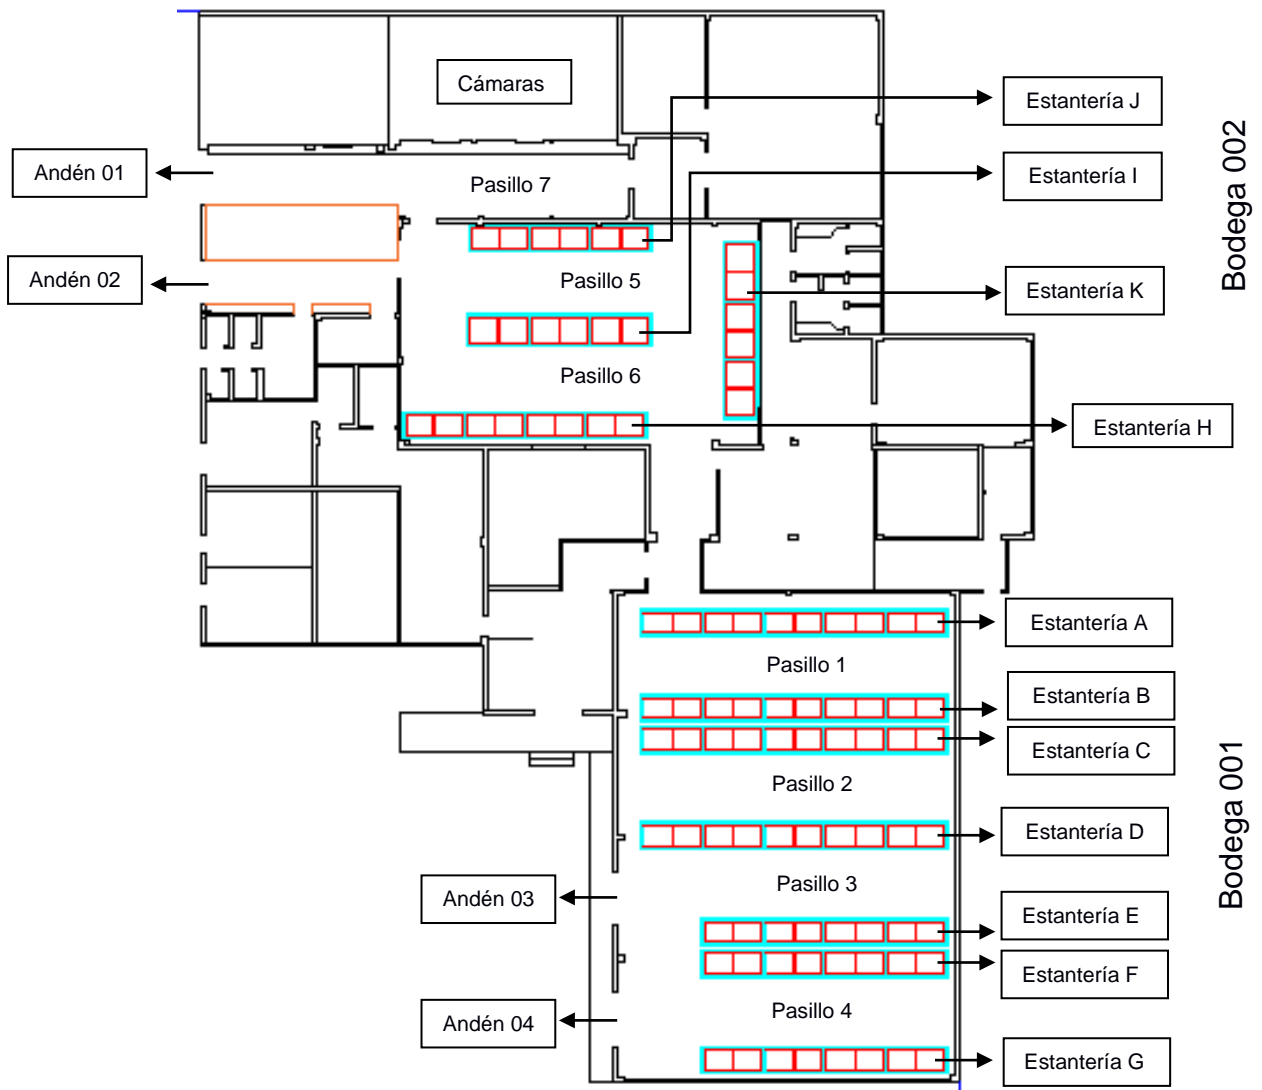 Cámaras
Estantería J
Bodega 002
Andén 01
Pasillo 7
Estantería I
Andén 02
Pasillo 5
Estantería K
Pasillo 6
Estantería H
Estantería A
Pasillo 1
Estantería B
Estantería C
Bodega 001
Pasillo 2
Estantería D
Pasillo 3
Andén 03
Estantería E
Estantería F
Pasillo 4
Andén 04
Estantería G